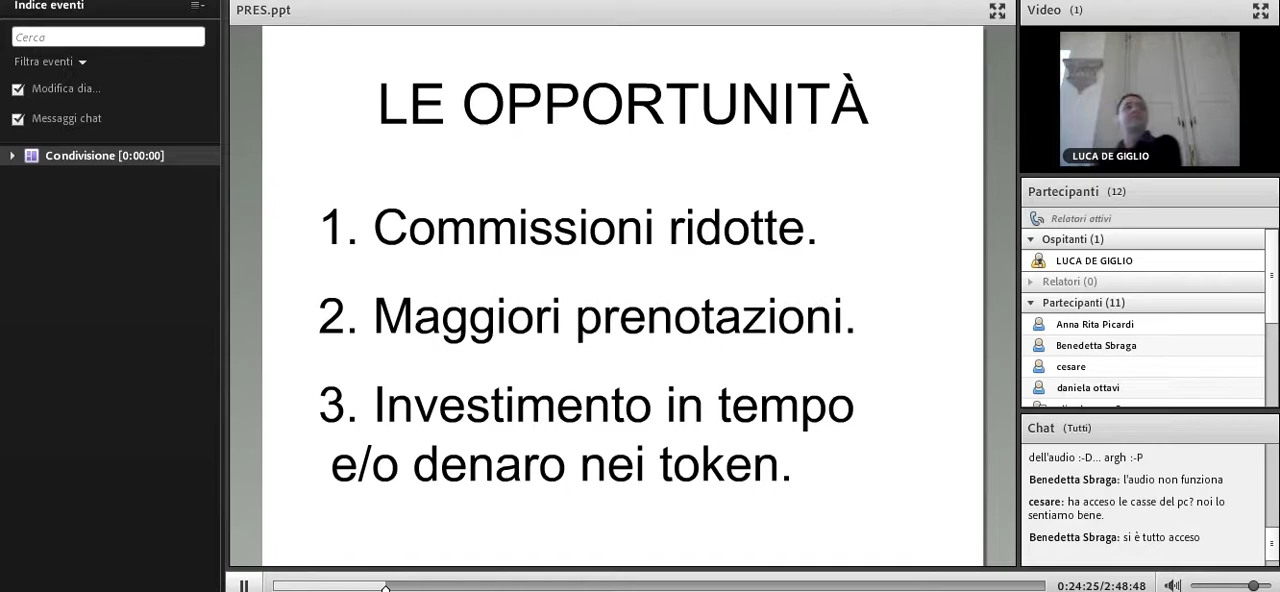 Indice eventi
Cerca
Filtra eventi
Modifica dia...
Messaggi chat
Condivisione [0:00:00]
PRES.ppt
LE OPPORTUNITÀ
1. Commissioni ridotte.
2. Maggiori prenotazioni.
3. Investimento in tempo
e/o denaro nei token.
0:24:25/2:48:48
Video (1)
LUCA DE GIGLIO
Partecipanti (12)
Relatori ottivi
Ospitanti (1)
LUCA DE GIGLIO
Relatori (0)
Partecipanti (11)
Anna Rita Picardi
Benedetta Sbraga
cesare
daniela ottavi
Chat (Tutti)
dell'audio :-D... argh :-P
Benedetta Sbraga: l'audio non funziona
cesare: ha acceso le casse del pc? noi lo
sentiamo bene.
Benedetta Sbraga: si è tutto acceso